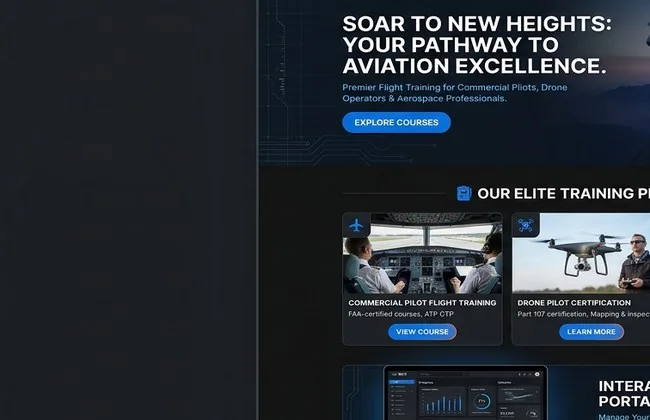 SOAR TO NEW HEIGHTS:
YOUR PATHWAY TO
AVIATION EXCELLENCE.
Premier Flight Training for Commercial Pliots, Drone
Operators & Aerospace Professionals.
EXPLORE COURSES
OUR ELITE TRAINING P
COMMERCIAL PILOT FLIGHT TRAINING
FAA-certified courses, ATP CTP
VIEW COURSE
DRONE PILOT CERTIFICATION
Part 107 cerlification, Mapping & inspec
LEARN MORE
INTERA
PORTA
Manage Your